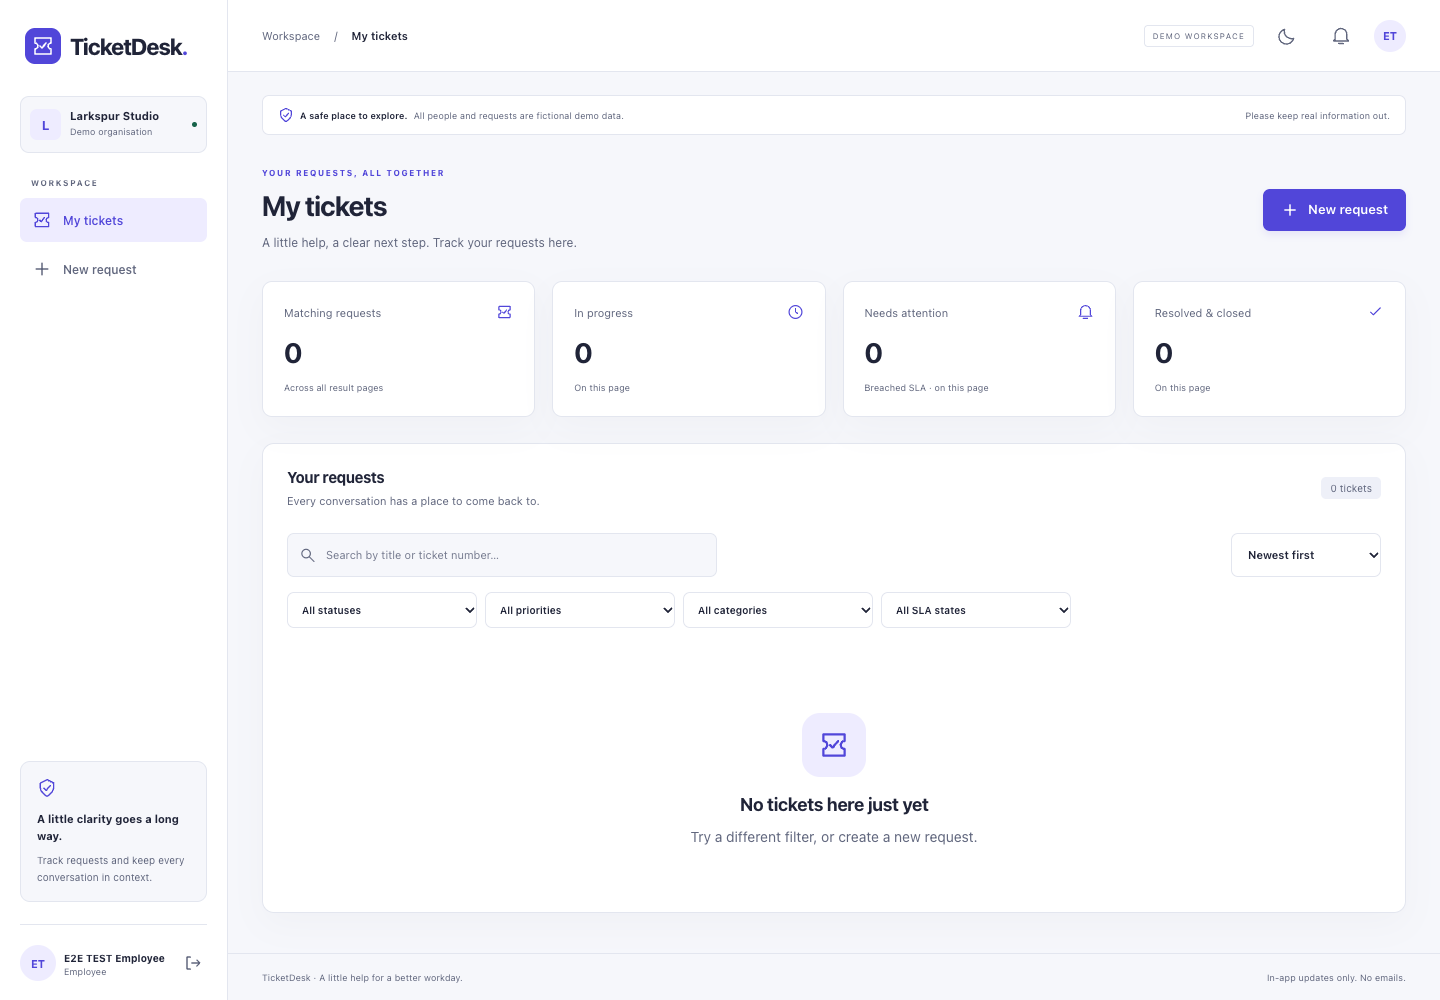 TicketDesk.
L
Larkspur Studio
Demo organisation
WORKSPACE
My tickets
New request
A little clarity goes a long way.
Track requests and keep every conversation in context.
ET
E2E TEST Employee
Employee
Workspace / My tickets
DEMO WORKSPACE
ET
A safe place to explore. All people and requests are fictional demo data.
Please keep real information out.
YOUR REQUESTS, ALL TOGETHER
My tickets
A little help, a clear next step. Track your requests here.
New request
Matching requests
0
Across all result pages
In progress
0
On this page
Needs attention
0
Breached SLA · on this page
Resolved & closed
0
On this page
Your requests
Every conversation has a place to come back to.
0 tickets
Search by title or ticket number...
Newest first
All statuses
All priorities
All categories
All SLA states
No tickets here just yet
Try a different filter, or create a new request.
TicketDesk · A little help for a better workday.
In-app updates only. No emails.